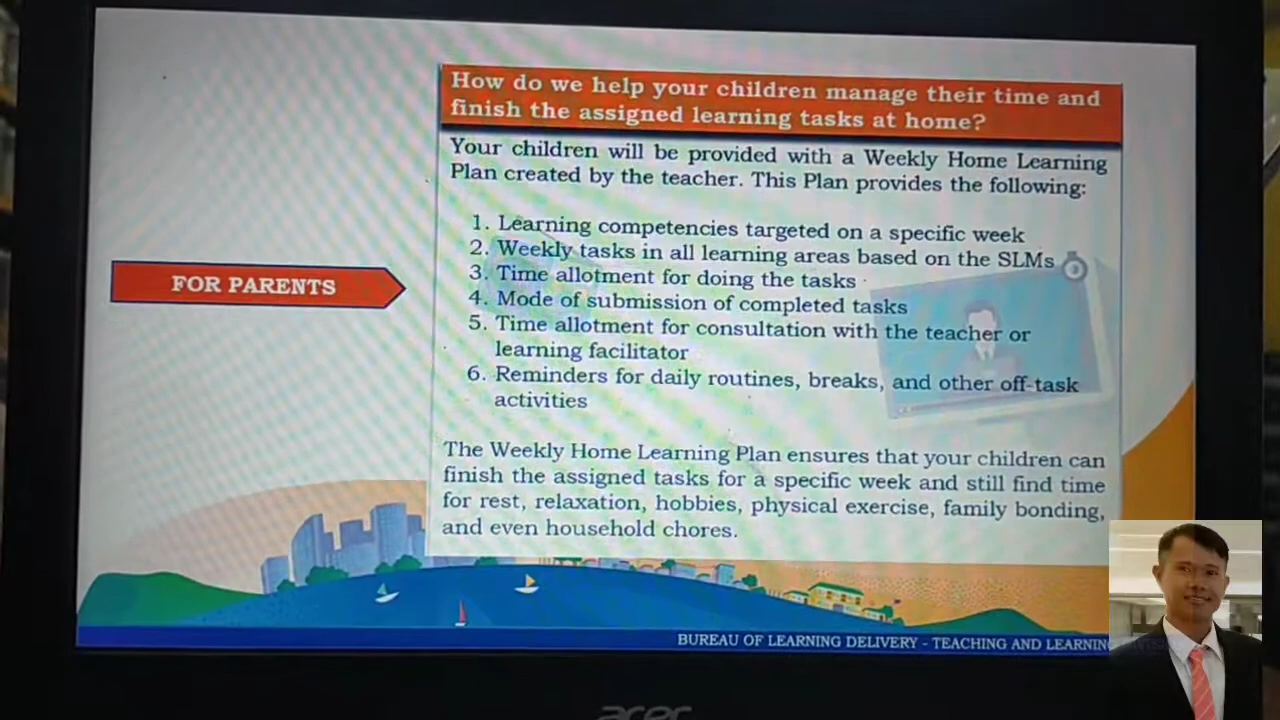 How do we help your children manage their time and
finish the assigned learning tasks at home?
Your children will be provided with a Weekly Home Learning
Plan created by the teacher. This Plan provides the following:
1. Learning competencies targeted on a specific week
2. Weekly tasks in all learning areas based on the SLMs
3. Time allotment for doing the tasks
4. Mode of submission of completed tasks
5. Time allotment for consultation with the teacher or
learning facilitator
6. Reminders for daily routines, breaks, and other off-task
activities
FOR PARENTS
The Weekly Home Learning Plan ensures that your children can
finish the assigned tasks for a specific week and still find time
for rest, relaxation, hobbies, physical exercise, family bonding,
and even household chores.
BUREAU OF LEARNING DELIVERY - TEACHING AND LEARNING
acer